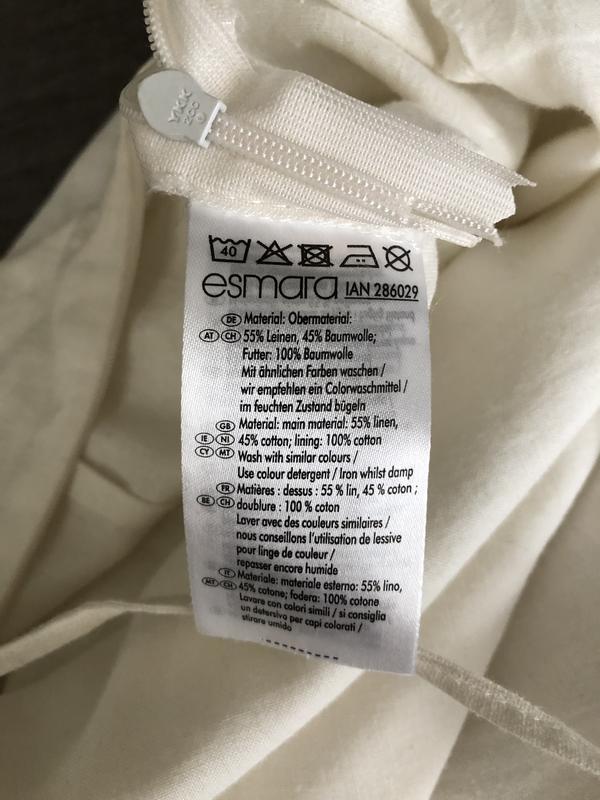 YKK
200
40
esmara IAN 286029
DE Material: Obermaterial:
AT CH 55% Leinen, 45% Baumwolle;
Futter: 100% Baumwolle
Mit ähnlichen Farben waschen /
wir empfehlen ein Colorwaschmittel /
im feuchten Zustand bügeln
GB Material: main material: 55% linen,
IE NI 45% cotton; lining: 100% cotton
CY MT Wash with similar colours /
Use colour detergent / Iron whilst damp
FR Matières : dessus : 55 % lin, 45 % coton ;
BE CH doublure : 100 % coton
Laver avec des couleurs similaires /
nous conseillons l'utilisation de lessive
pour linge de couleur /
repasser encore humide
IT Materiale: materiale esterno: 55% lino,
MT CH 45% cotone; fodera: 100% cotone
Lavare con colori simili / si consiglia
un detersivo per capi colorati /
stirare umido